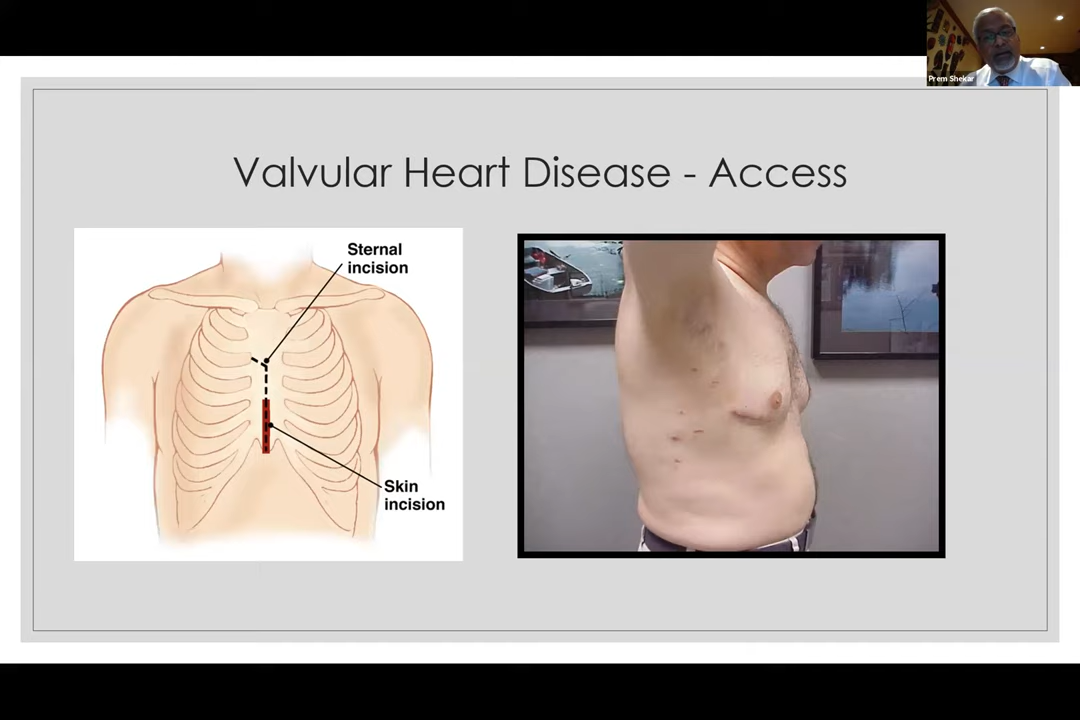 Prem Shekar
Valvular Heart Disease - Access
Sternal
incision
Skin
incision